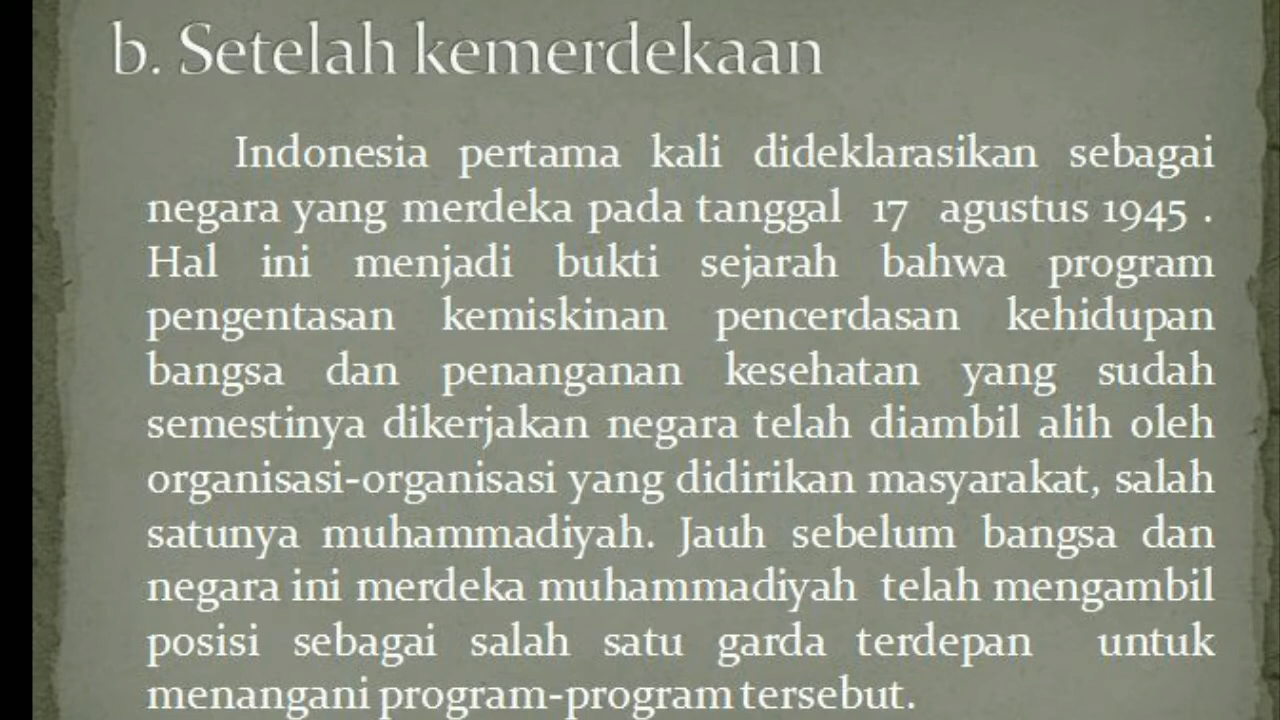 b. Setelah kemerdekaan
Indonesia pertama kali dideklarasikan sebagai
negara yang merdeka pada tanggal 17 agustus 1945 .
Hal ini menjadi bukti sejarah bahwa program
pengentasan kemiskinan pencerdasan kehidupan
bangsa dan penanganan kesehatan yang sudah
semestinya dikerjakan negara telah diambil alih oleh
organisasi-organisasi yang didirikan masyarakat, salah
satunya muhammadiyah. Jauh sebelum bangsa dan
negara ini merdeka muhammadiyah telah mengambil
posisi sebagai salah satu garda terdepan untuk
menangani program-program tersebut.